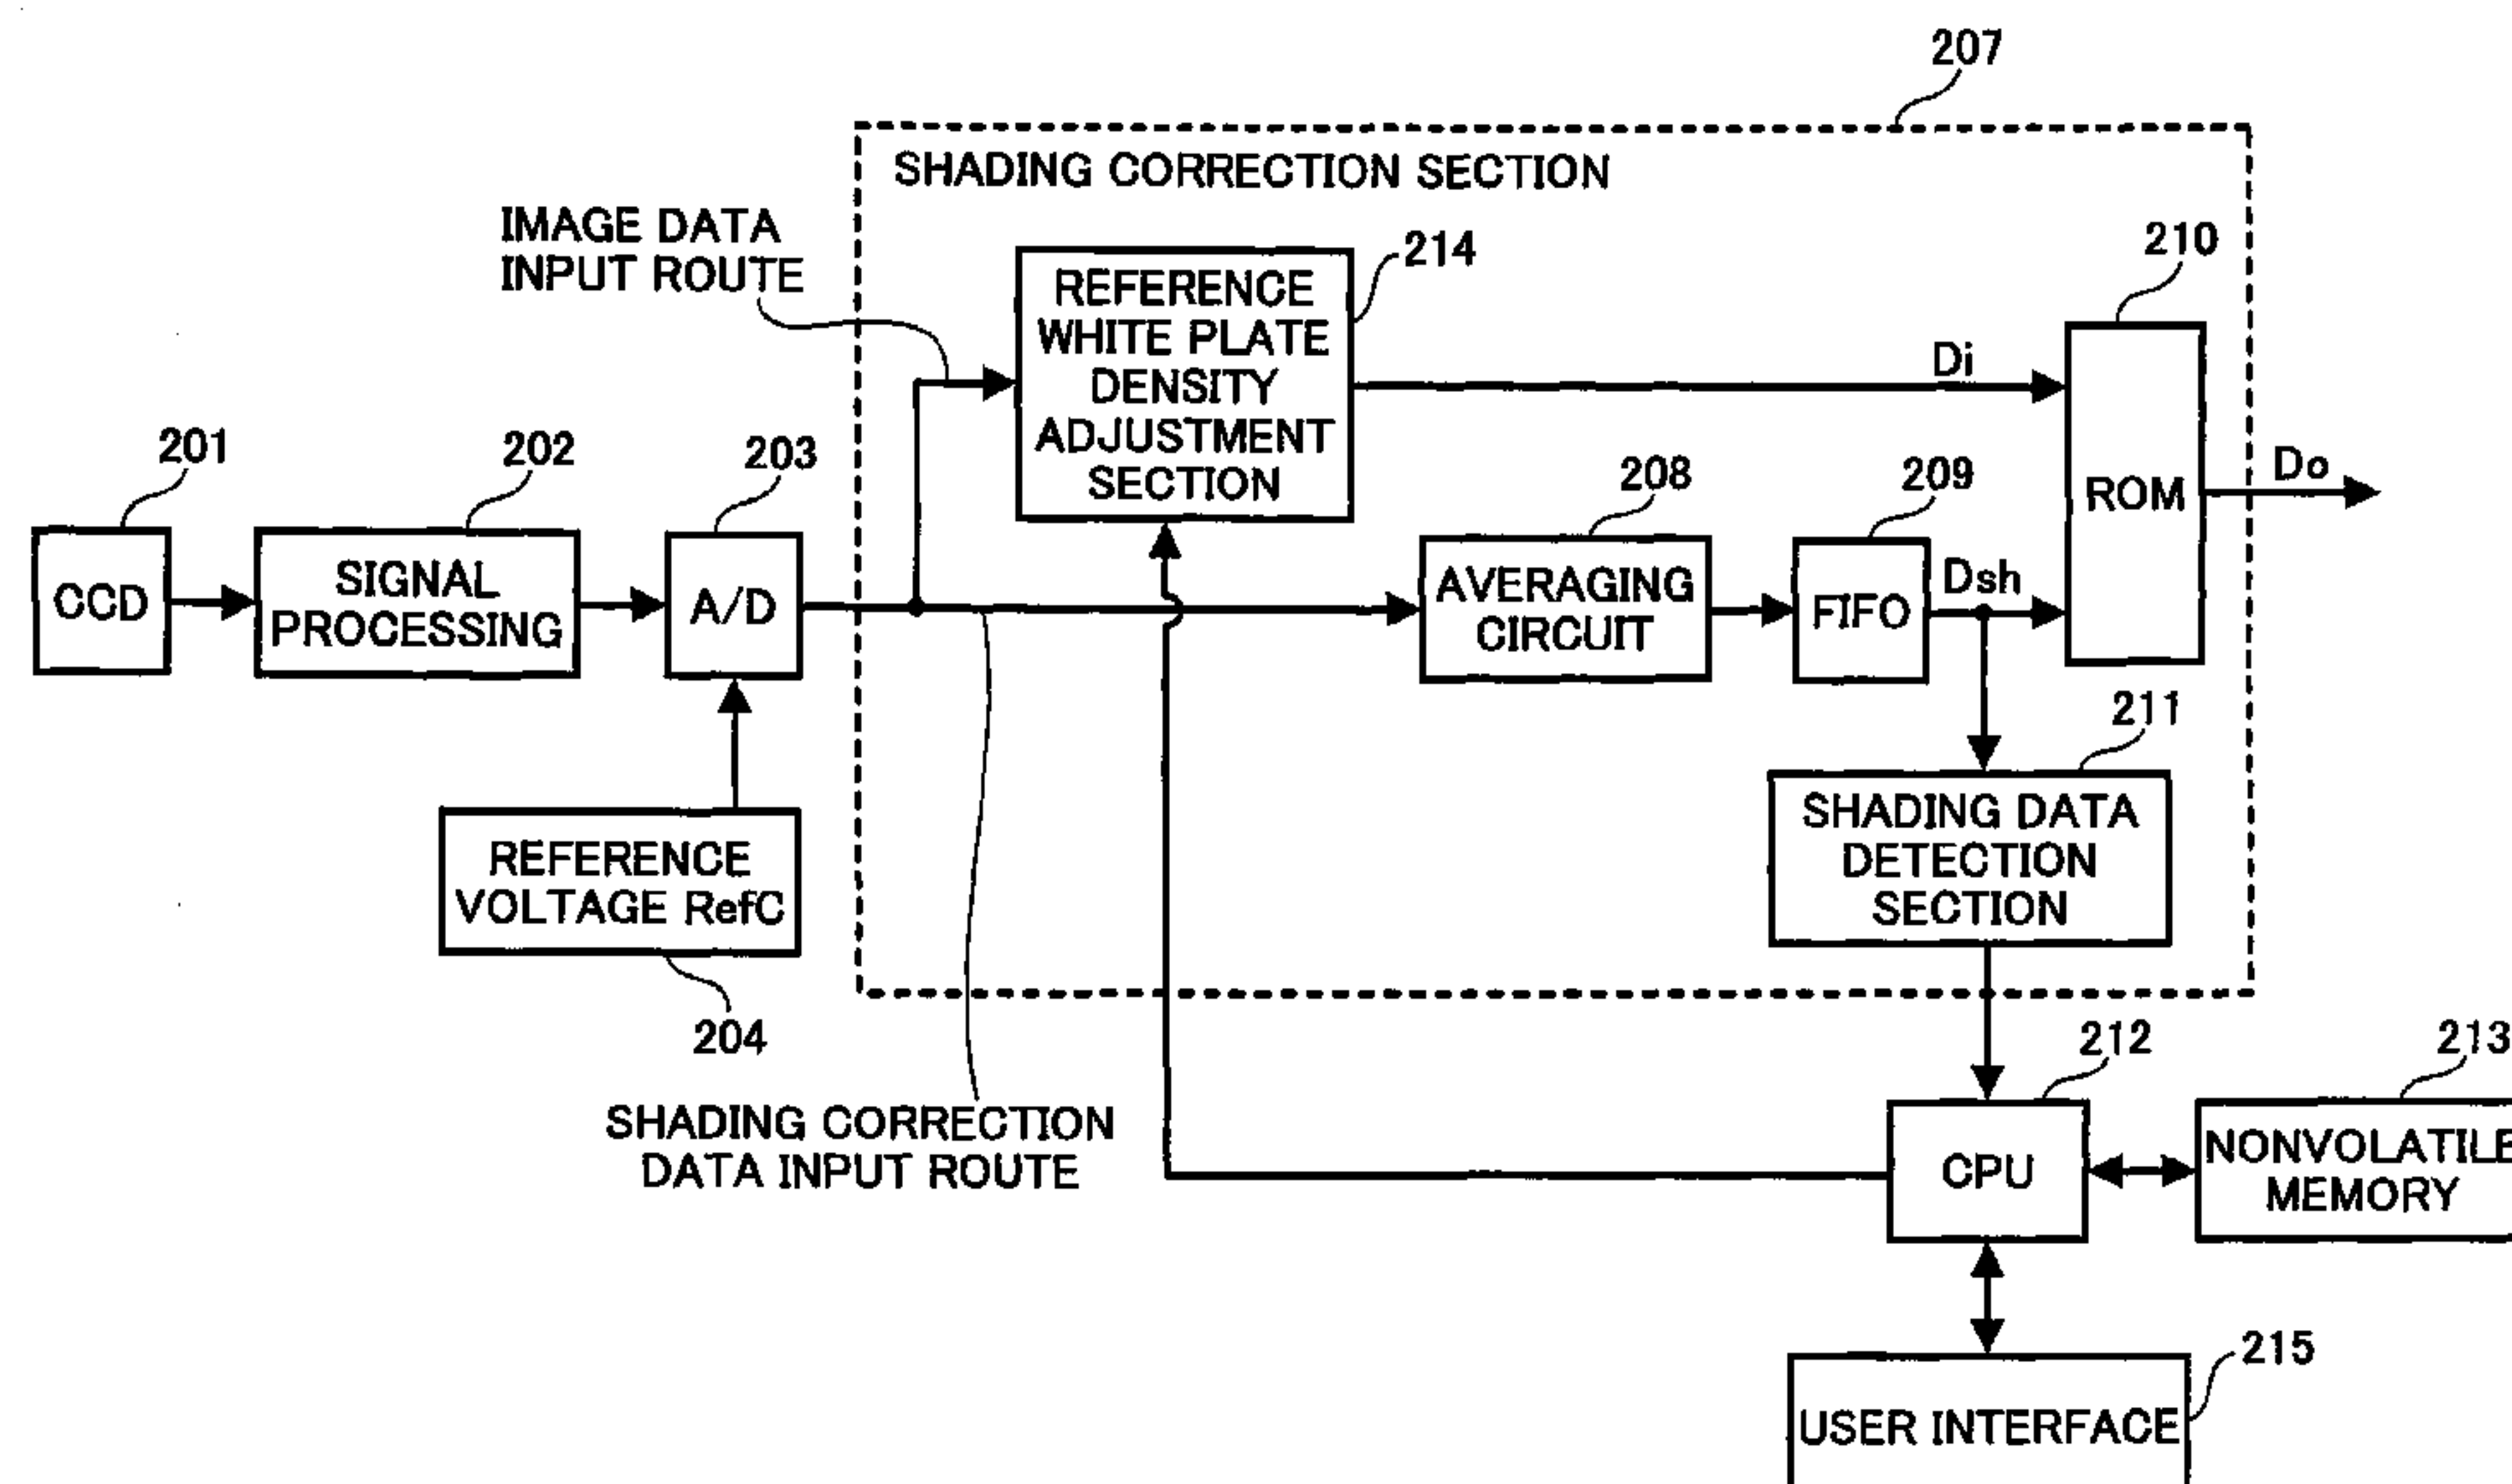 207
SHADING CORRECTION SECTION
IMAGE DATA
INPUT ROUTE
214
REFERENCE
WHITE PLATE
DENSITY
ADJUSTMENT
SECTION
210
ROM
Di
Do
201
CCD
202
SIGNAL
PROCESSING
203
A/D
208
AVERAGING
CIRCUIT
209
FIFO
Dsh
211
SHADING DATA
DETECTION
SECTION
REFERENCE
VOLTAGE RefC
204
SHADING CORRECTION
DATA INPUT ROUTE
212
CPU
213
NONVOLATILE
MEMORY
215
USER INTERFACE